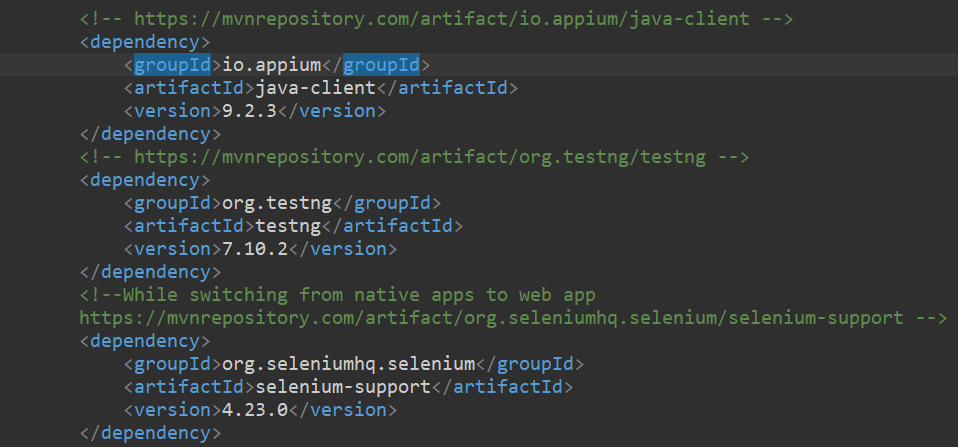 <!-- https://mvnrepository.com/artifact/io.appium/java-client -->
<dependency>
<groupId>io.appium</groupId>
<artifactId>java-client</artifactId>
<version>9.2.3</version>
</dependency>
<!-- https://mvnrepository.com/artifact/org.testng/testng -->
<dependency>
<groupId>org.testng</groupId>
<artifactId>testng</artifactId>
<version>7.10.2</version>
</dependency>
<!--While switching from native apps to web app
https://mvnrepository.com/artifact/org.seleniumhq.selenium/selenium-support -->
<dependency>
<groupId>org.seleniumhq.selenium</groupId>
<artifactId>selenium-support</artifactId>
<version>4.23.0</version>
</dependency>